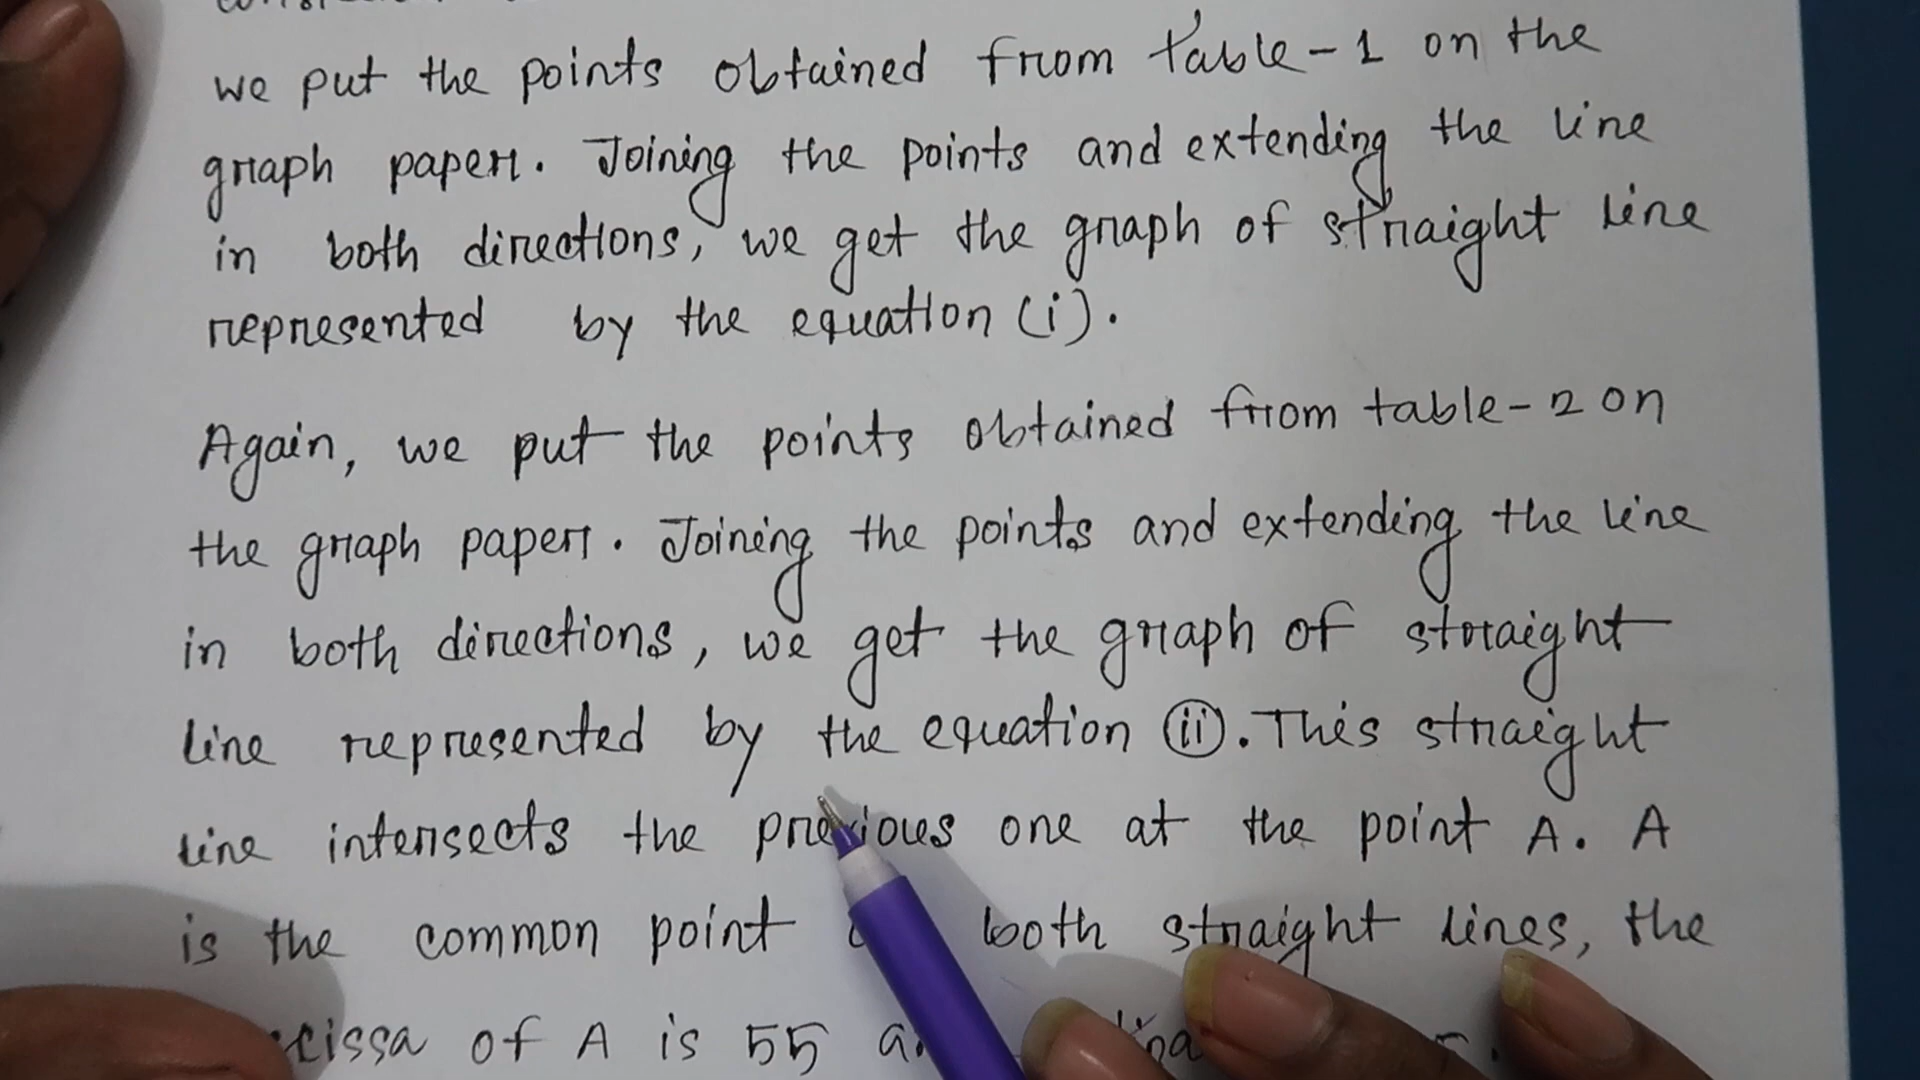 we put the points obtained from table-1 on the
graph paper. Joining the points and extending the line
in both directions, we get the graph of straight line
represented by the equation (i).
Again, we put the points obtained from table-2 on
the graph paper. Joining the points and extending the line
in both directions, we get the graph of straight
line represented by the equation (ii). This straight
line intersects the previous one at the point A. A
is the common point both straight lines, the
of A is 55